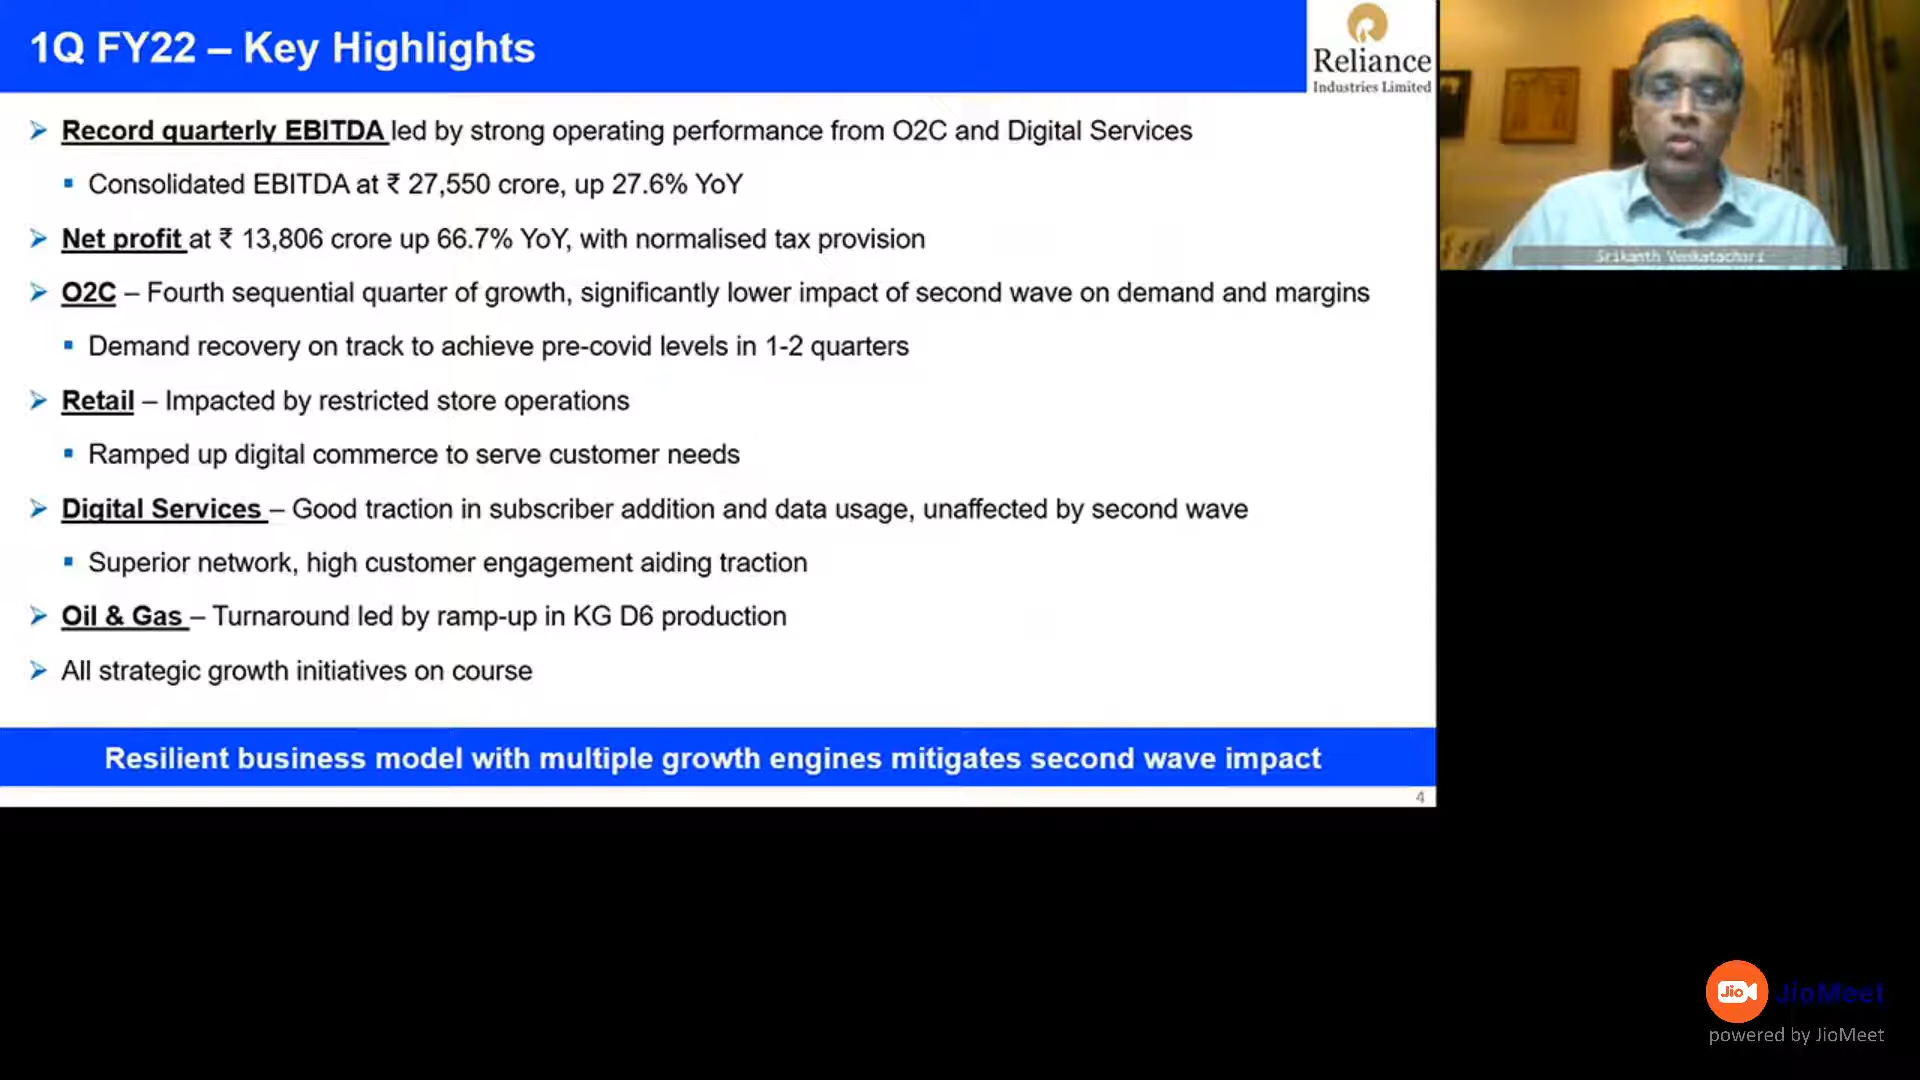 1Q FY22 – Key Highlights
Reliance
Industries Limited
Record quarterly EBITDA led by strong operating performance from O2C and Digital Services
Consolidated EBITDA at ₹ 27,550 crore, up 27.6% YoY
Net profit at ₹ 13,806 crore up 66.7% YoY, with normalised tax provision
O2C – Fourth sequential quarter of growth, significantly lower impact of second wave on demand and margins
Demand recovery on track to achieve pre-covid levels in 1-2 quarters
Retail – Impacted by restricted store operations
Ramped up digital commerce to serve customer needs
Digital Services – Good traction in subscriber addition and data usage, unaffected by second wave
Superior network, high customer engagement aiding traction
Oil & Gas – Turnaround led by ramp-up in KG D6 production
All strategic growth initiatives on course
Resilient business model with multiple growth engines mitigates second wave impact
4
Srikanth Venkatachari
Jio
JioMeet
powered by JioMeet